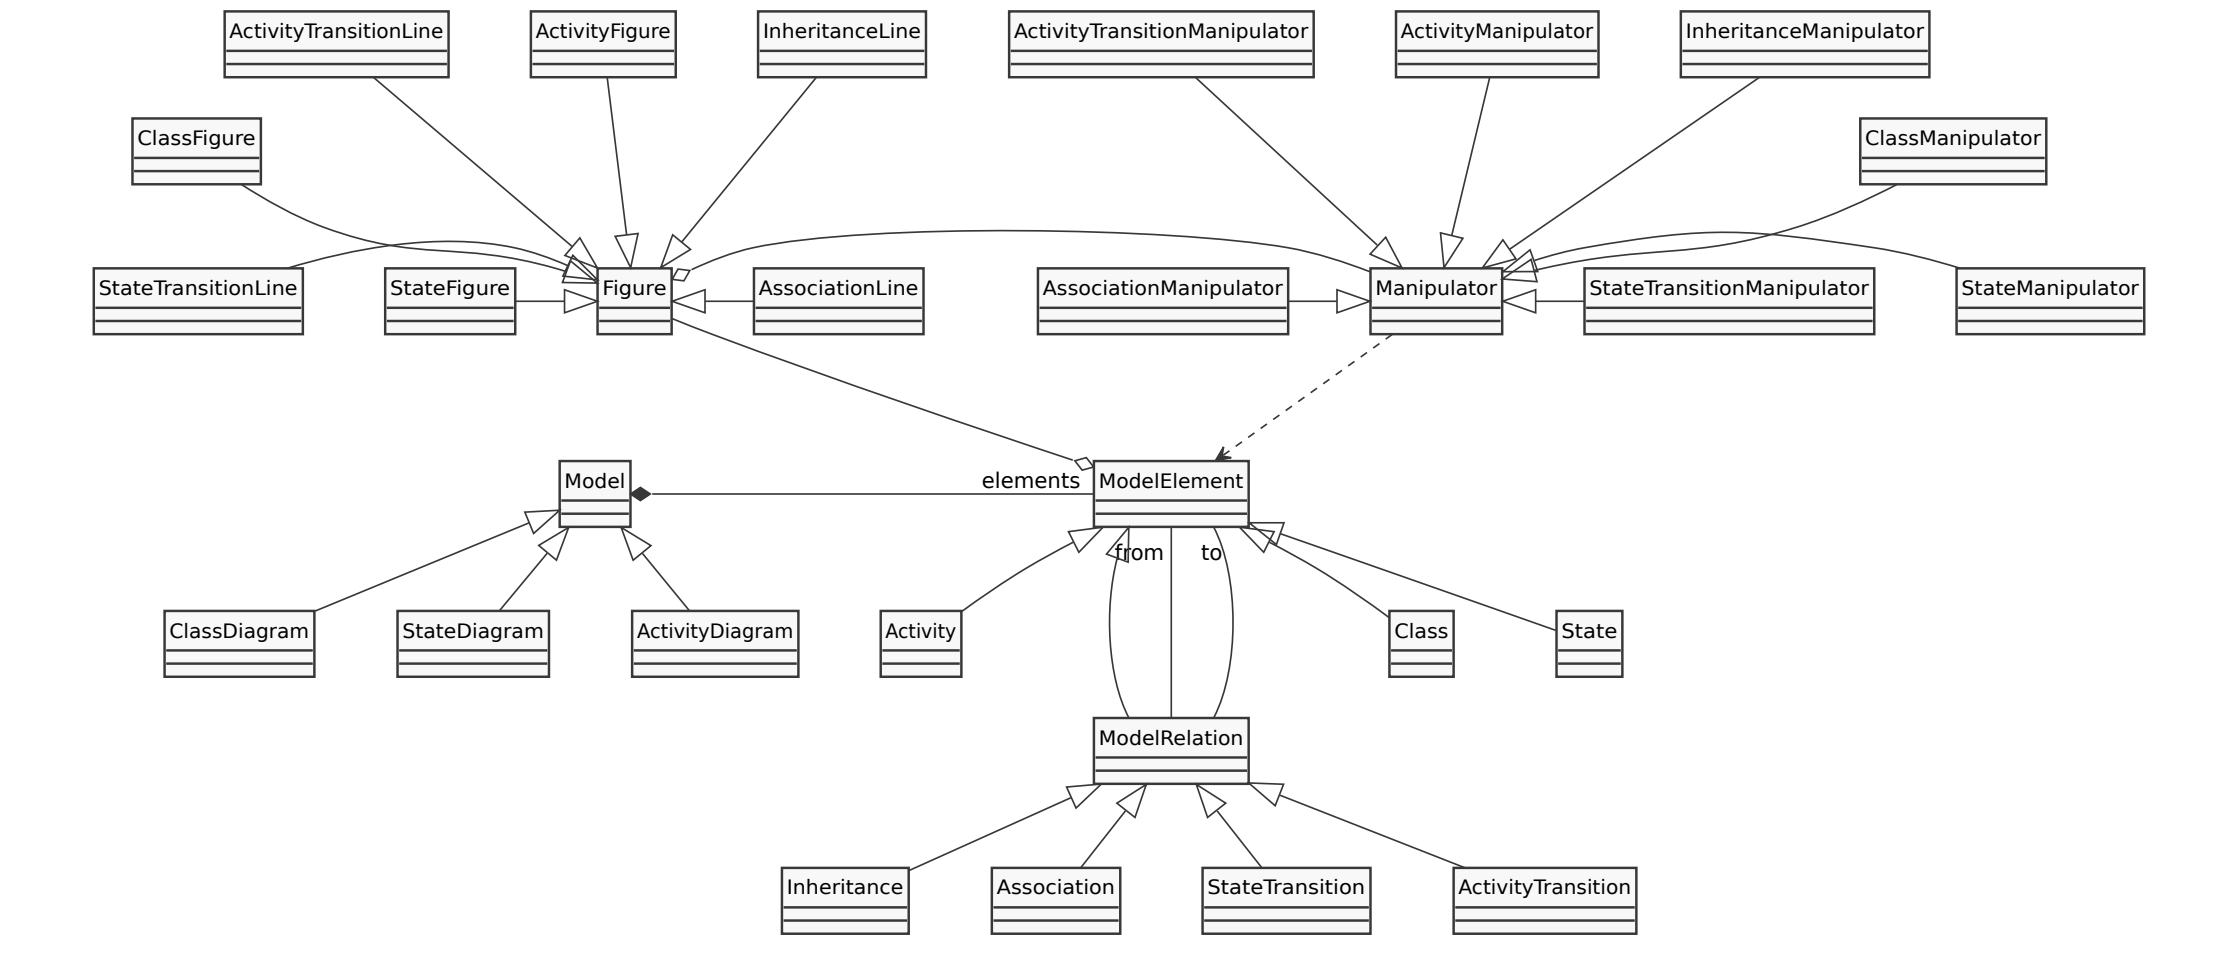 ActivityTransitionLine
ActivityFigure
InheritanceLine
ActivityTransitionManipulator
ActivityManipulator
InheritanceManipulator
ClassFigure
ClassManipulator
StateTransitionLine
StateFigure
Figure
AssociationLine
AssociationManipulator
Manipulator
StateTransitionManipulator
StateManipulator
Model
elements
ModelElement
from
to
ClassDiagram
StateDiagram
ActivityDiagram
Activity
Class
State
ModelRelation
Inheritance
Association
StateTransition
ActivityTransition